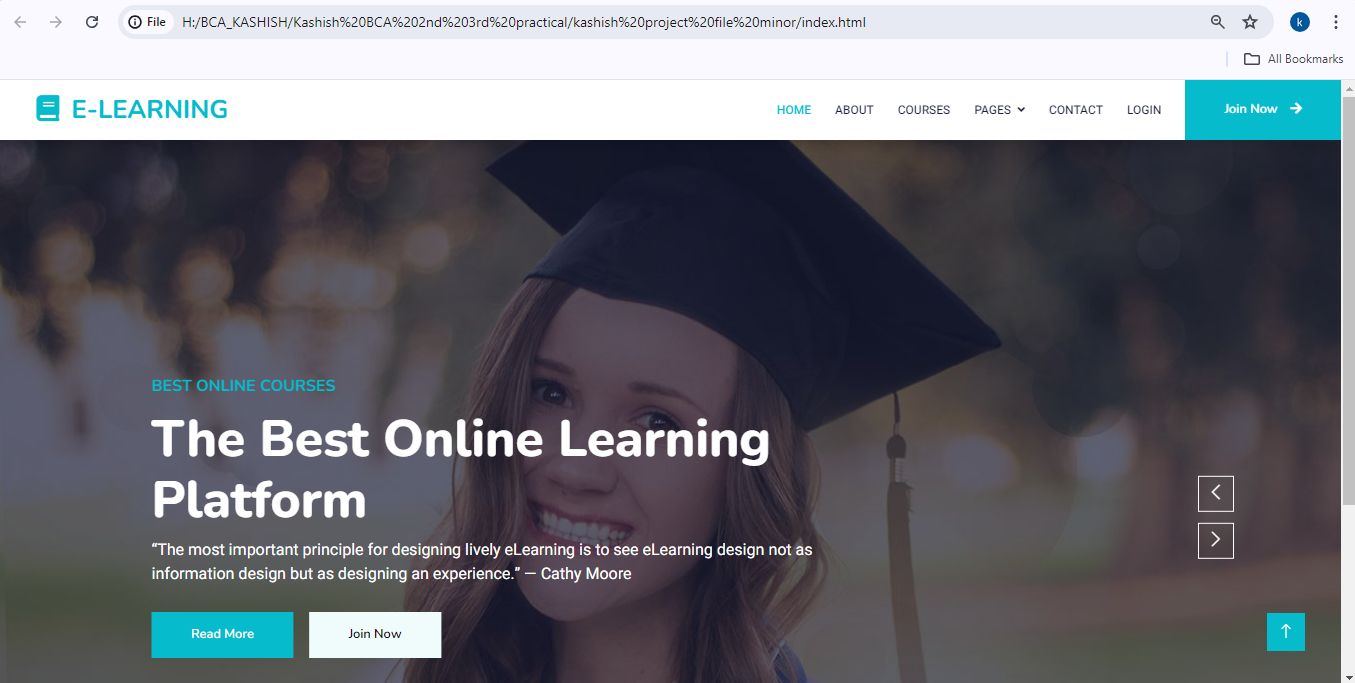 File
H:/BCA_KASHISH/Kashish%20BCA%202nd%203rd%20practical/kashish%20project%20file%20minor/index.html
k
All Bookmarks
E-LEARNING
HOME
ABOUT
COURSES
PAGES
CONTACT
LOGIN
Join Now
BEST ONLINE COURSES
The Best Online Learning
Platform
“The most important principle for designing lively eLearning is to see eLearning design not as
information design but as designing an experience.” — Cathy Moore
Read More
Join Now